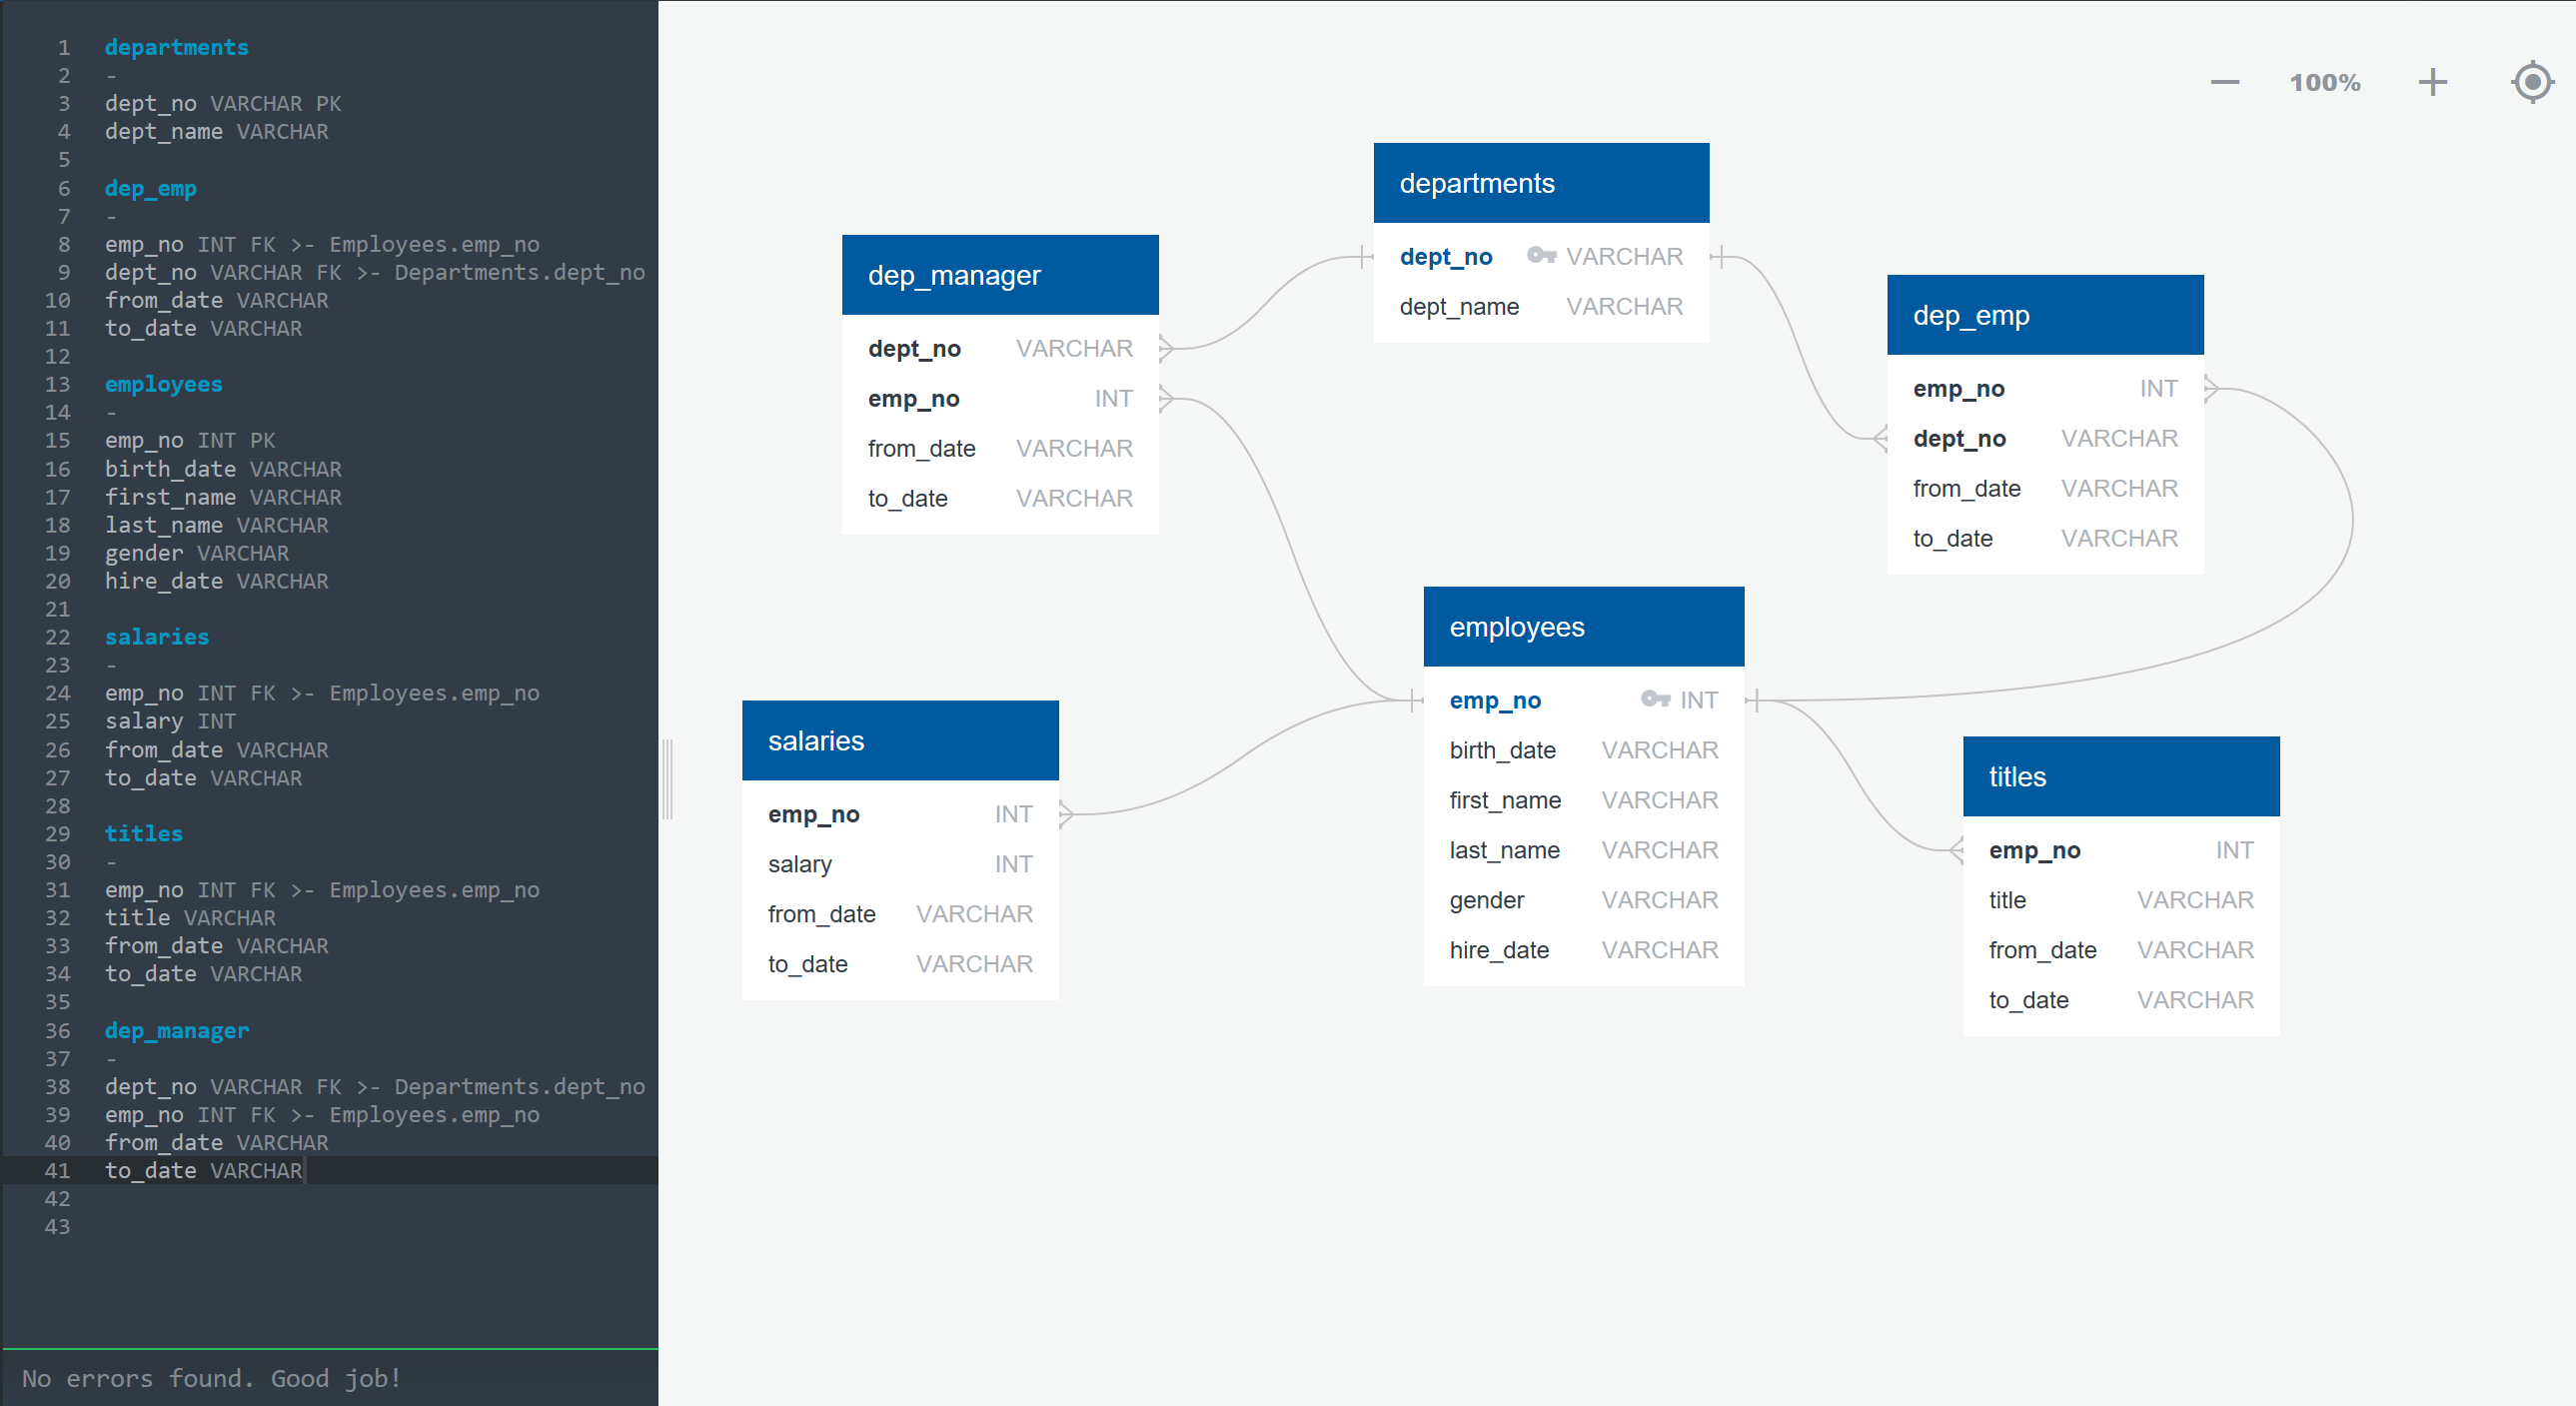 1 departments
2 -
3 dept_no VARCHAR PK
4 dept_name VARCHAR
5
6 dep_emp
7 -
8 emp_no INT FK >- Employees.emp_no
9 dept_no VARCHAR FK >- Departments.dept_no
10 from_date VARCHAR
11 to_date VARCHAR
12
13 employees
14 -
15 emp_no INT PK
16 birth_date VARCHAR
17 first_name VARCHAR
18 last_name VARCHAR
19 gender VARCHAR
20 hire_date VARCHAR
21
22 salaries
23 -
24 emp_no INT FK >- Employees.emp_no
25 salary INT
26 from_date VARCHAR
27 to_date VARCHAR
28
29 titles
30 -
31 emp_no INT FK >- Employees.emp_no
32 title VARCHAR
33 from_date VARCHAR
34 to_date VARCHAR
35
36 dep_manager
37 -
38 dept_no VARCHAR FK >- Departments.dept_no
39 emp_no INT FK >- Employees.emp_no
40 from_date VARCHAR
41 to_date VARCHAR
42
43
No errors found. Good job!
100%
departments
dept_no VARCHAR
dept_name VARCHAR
dep_manager
dept_no VARCHAR
emp_no INT
from_date VARCHAR
to_date VARCHAR
dep_emp
emp_no INT
dept_no VARCHAR
from_date VARCHAR
to_date VARCHAR
employees
emp_no INT
birth_date VARCHAR
first_name VARCHAR
last_name VARCHAR
gender VARCHAR
hire_date VARCHAR
salaries
emp_no INT
salary INT
from_date VARCHAR
to_date VARCHAR
titles
emp_no INT
title VARCHAR
from_date VARCHAR
to_date VARCHAR